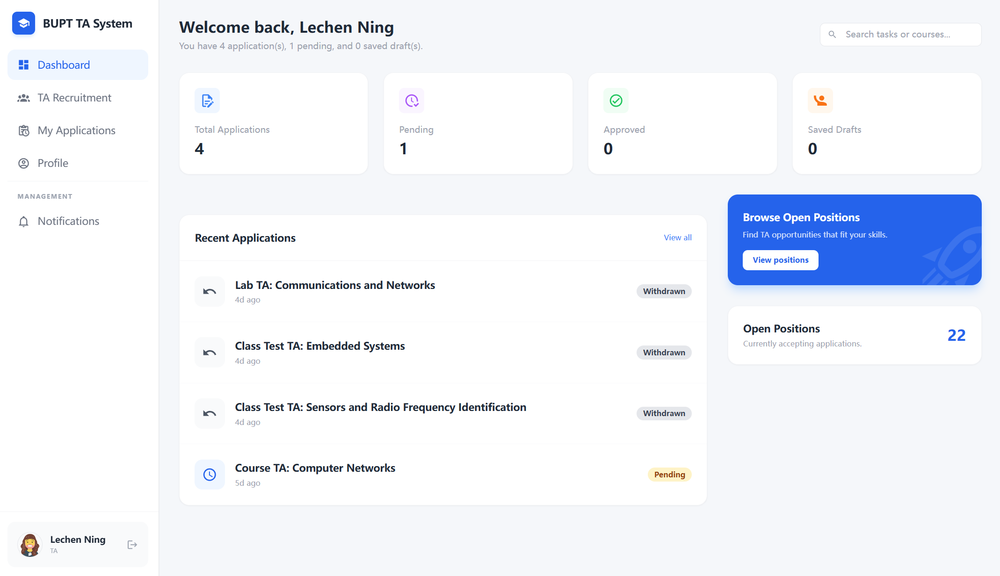 BUPT TA System
Dashboard
TA Recruitment
My Applications
Profile
MANAGEMENT
Notifications
Lechen Ning
TA
Welcome back, Lechen Ning
You have 4 application(s), 1 pending, and 0 saved draft(s).
Search tasks or courses...
Total Applications
4
Pending
1
Approved
0
Saved Drafts
0
Recent Applications
View all
Lab TA: Communications and Networks
4d ago
Withdrawn
Class Test TA: Embedded Systems
4d ago
Withdrawn
Class Test TA: Sensors and Radio Frequency Identification
4d ago
Withdrawn
Course TA: Computer Networks
5d ago
Pending
Browse Open Positions
Find TA opportunities that fit your skills.
View positions
Open Positions
Currently accepting applications.
22